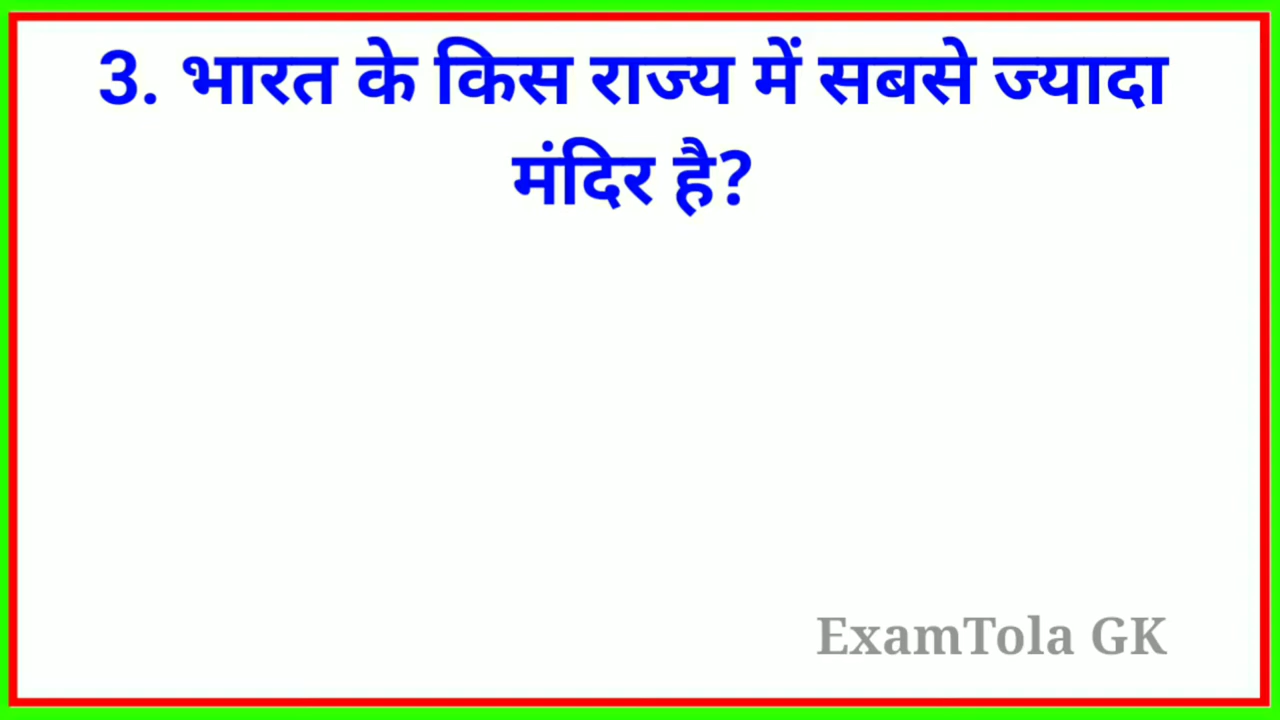 3. भारत के किस राज्य में सबसे ज्यादा
मंदिर है?
ExamTola GK